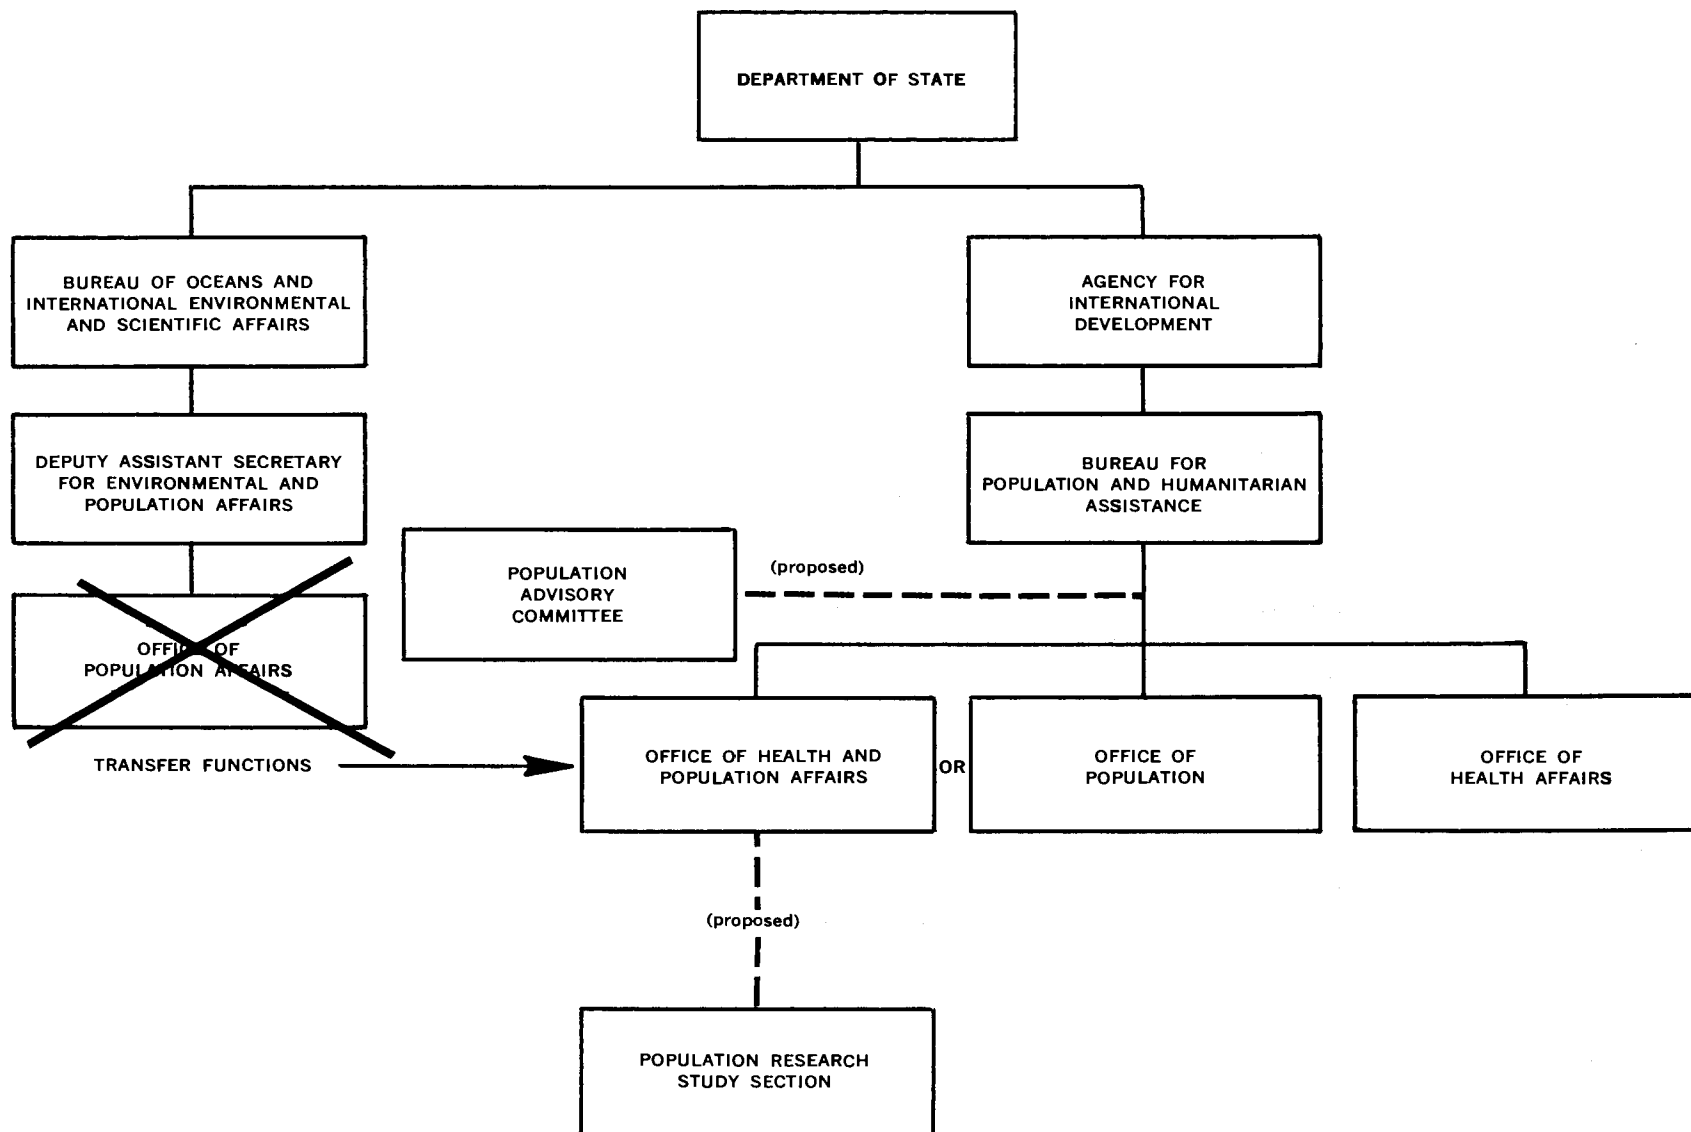 DEPARTMENT OF STATE
BUREAU OF OCEANS AND
INTERNATIONAL ENVIRONMENTAL
AND SCIENTIFIC AFFAIRS
AGENCY FOR
INTERNATIONAL
DEVELOPMENT
DEPUTY ASSISTANT SECRETARY
FOR ENVIRONMENTAL AND
POPULATION AFFAIRS
BUREAU FOR
POPULATION AND HUMANITARIAN
ASSISTANCE
POPULATION
ADVISORY
COMMITTEE
(proposed)
OFFICE OF
POPULATION AFFAIRS
TRANSFER FUNCTIONS
OFFICE OF HEALTH AND
POPULATION AFFAIRS
OR
OFFICE OF
POPULATION
OFFICE OF
HEALTH AFFAIRS
(proposed)
POPULATION RESEARCH
STUDY SECTION